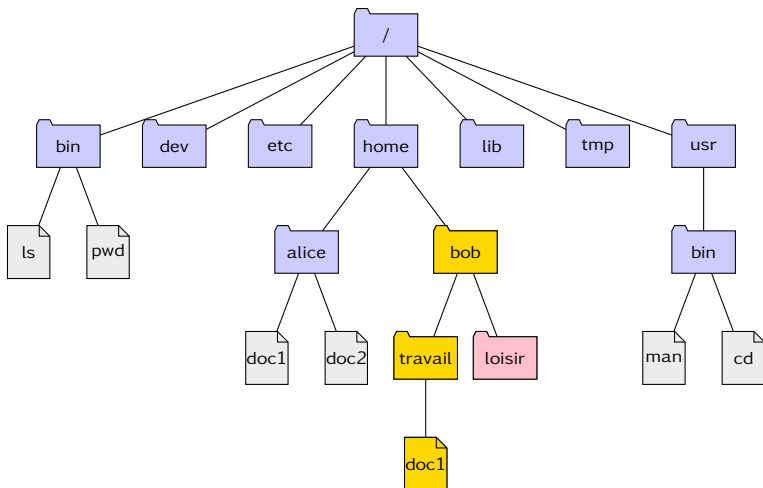 /
bin dev etc home lib tmp usr
ls pwd alice bob bin
doc1 doc2 travail loisir man cd
doc1